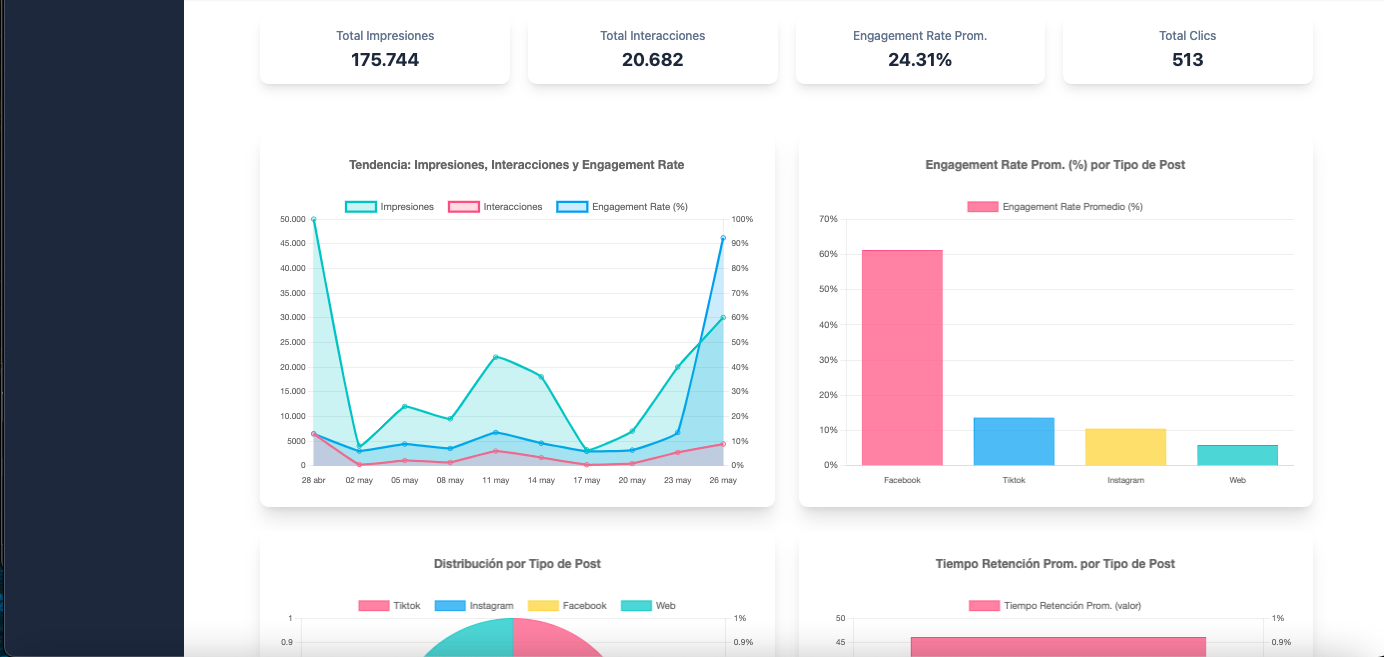 Total Impresiones
175.744
Total Interacciones
20.682
Engagement Rate Prom.
24.31%
Total Clics
513
Tendencia: Impresiones, Interacciones y Engagement Rate
Impresiones Interacciones Engagement Rate (%)
50.000 100%
45.000 90%
40.000 80%
35.000 70%
30.000 60%
25.000 50%
20.000 40%
15.000 30%
10.000 20%
5000 10%
0 0%
28 abr 02 may 05 may 08 may 11 may 14 may 17 may 20 may 23 may 26 may
Engagement Rate Prom. (%) por Tipo de Post
Engagement Rate Promedio (%)
70%
60%
50%
40%
30%
20%
10%
0%
Facebook Tiktok Instagram Web
Distribución por Tipo de Post
Tiktok Instagram Facebook Web
1 1%
0.9 0.9%
Tiempo Retención Prom. por Tipo de Post
Tiempo Retención Prom. (valor)
50 1%
45 0.9%